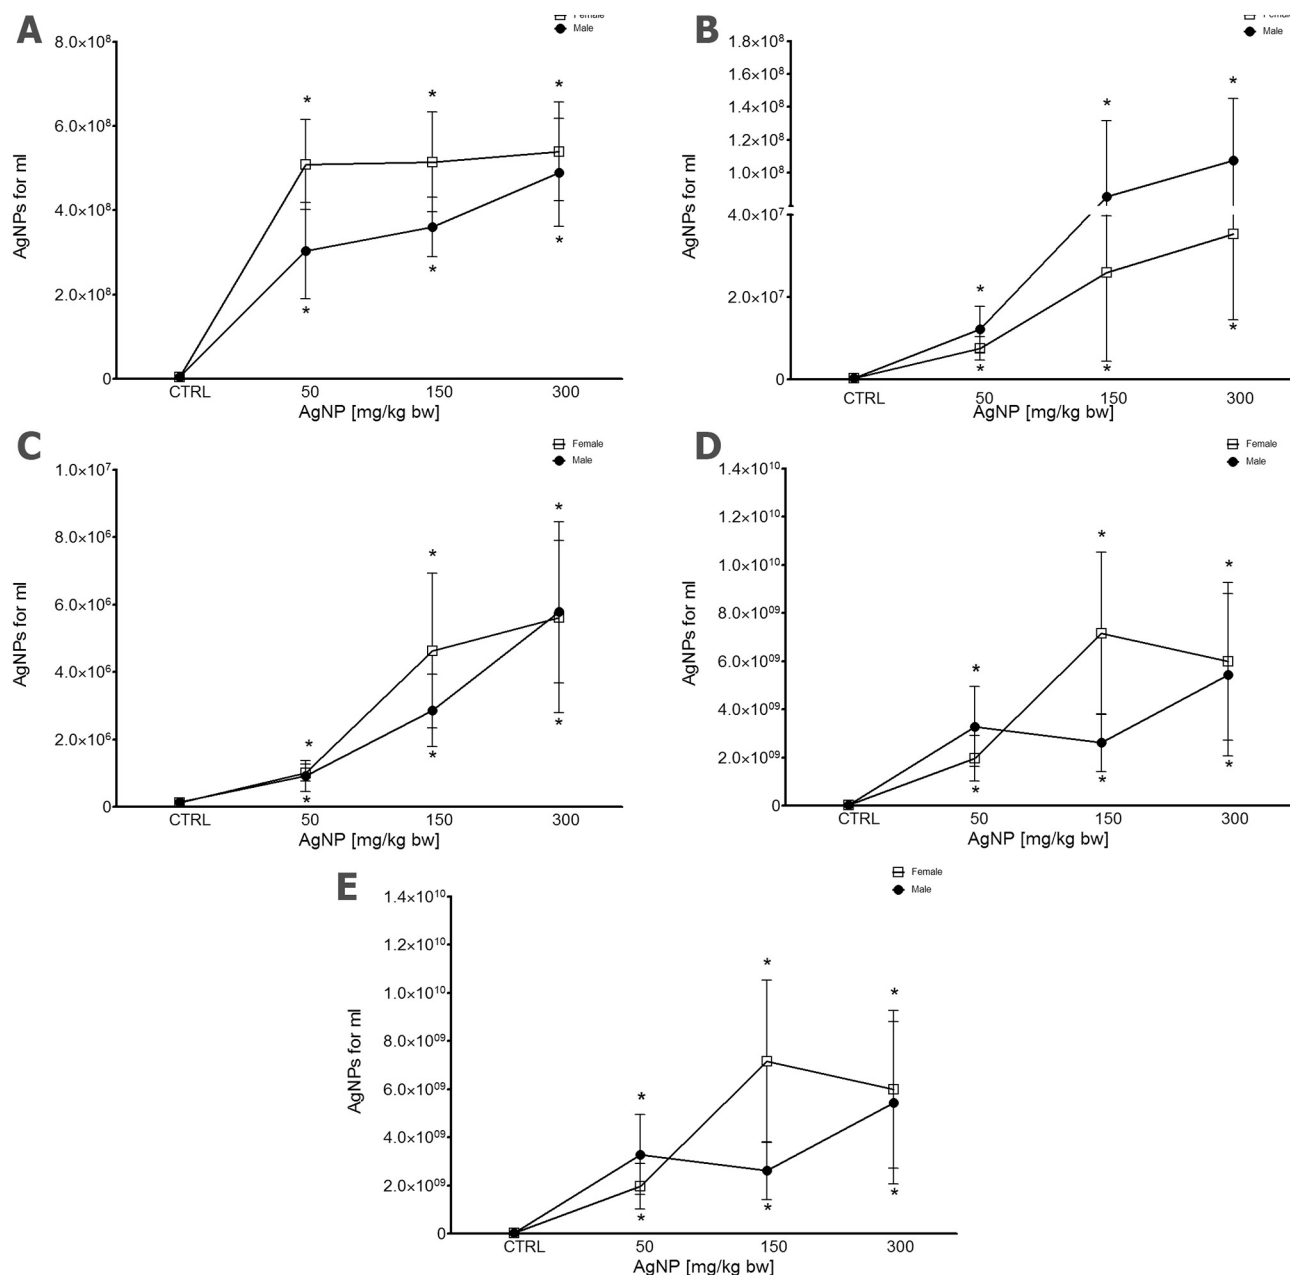 A
Male
8.0×10⁸
6.0×10⁸
4.0×10⁸
2.0×10⁸
0
AgNPs for ml
* * *
* * *
CTRL 50 150 300
AgNP [mg/kg bw]
B
Male
1.8×10⁸
1.6×10⁸
1.4×10⁸
1.2×10⁸
1.0×10⁸
4.0×10⁷
2.0×10⁷
0
AgNPs for ml
* * *
* * *
CTRL 50 150 300
AgNP [mg/kg bw]
C
Female
Male
1.0×10⁷
8.0×10⁶
6.0×10⁶
4.0×10⁶
2.0×10⁶
0
AgNPs for ml
* * *
* * *
CTRL 50 150 300
AgNP [mg/kg bw]
D
Female
Male
1.4×10¹⁰
1.2×10¹⁰
1.0×10¹⁰
8.0×10⁰⁹
6.0×10⁰⁹
4.0×10⁰⁹
2.0×10⁰⁹
0
AgNPs for ml
* * *
* * *
CTRL 50 150 300
AgNP [mg/kg bw]
E
Female
Male
1.4×10¹⁰
1.2×10¹⁰
1.0×10¹⁰
8.0×10⁰⁹
6.0×10⁰⁹
4.0×10⁰⁹
2.0×10⁰⁹
0
AgNPs for ml
* * *
* * *
CTRL 50 150 300
AgNP [mg/kg bw]